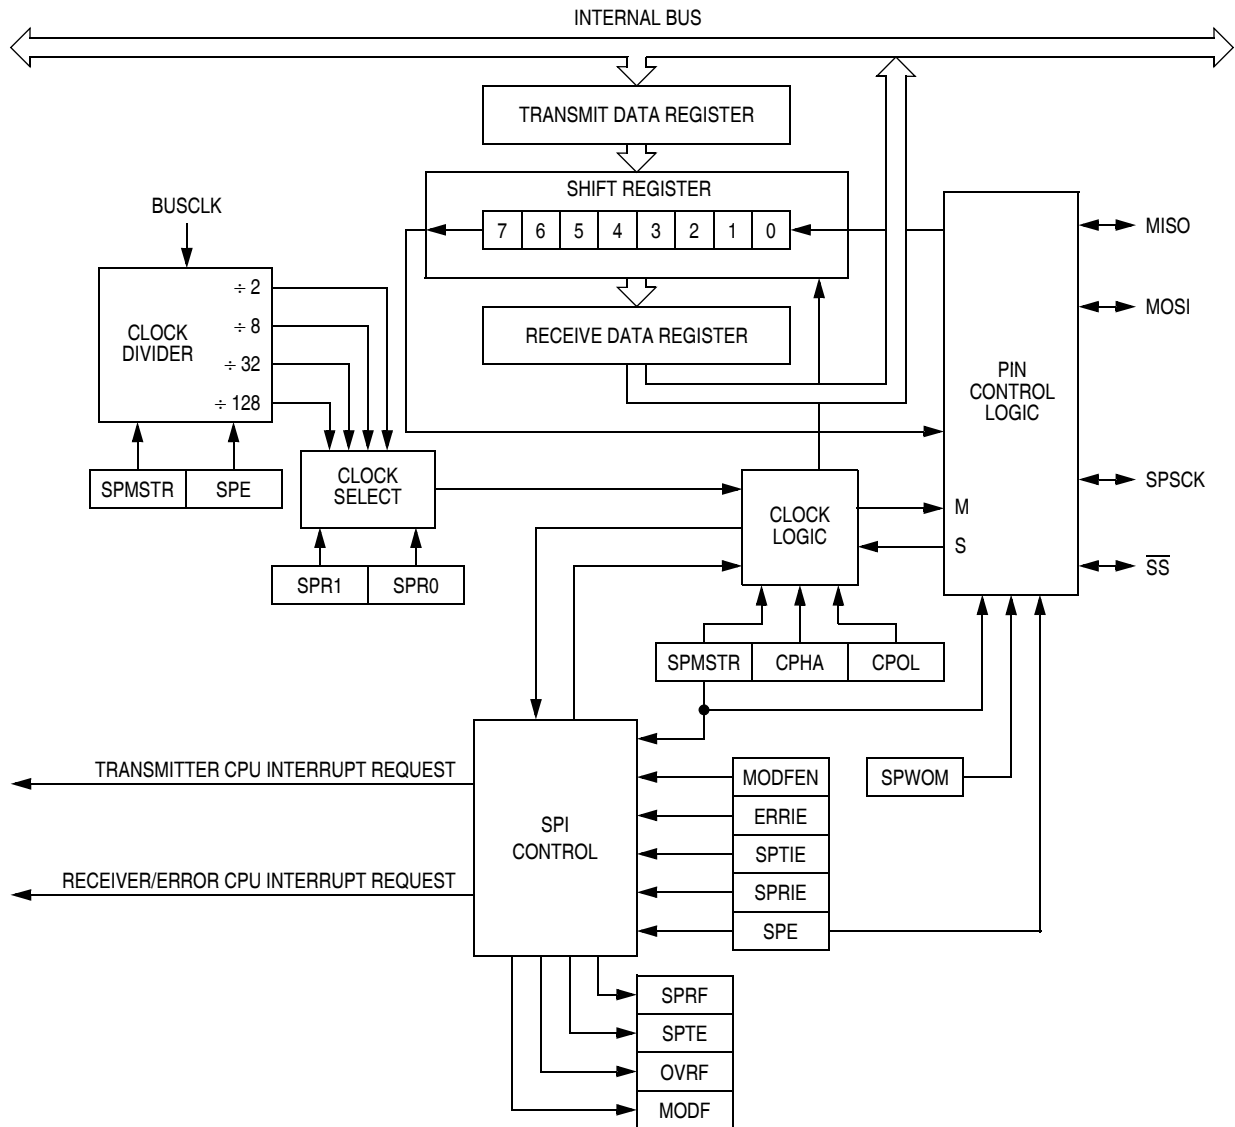 INTERNAL BUS
TRANSMIT DATA REGISTER
SHIFT REGISTER
7 6 5 4 3 2 1 0
RECEIVE DATA REGISTER
BUSCLK
CLOCK
DIVIDER
÷ 2
÷ 8
÷ 32
÷ 128
SPMSTR SPE
CLOCK
SELECT
SPR1 SPR0
CLOCK
LOGIC
PIN
CONTROL
LOGIC
M
S
MISO
MOSI
SPSCK
SS
SPMSTR CPHA CPOL
TRANSMITTER CPU INTERRUPT REQUEST
RECEIVER/ERROR CPU INTERRUPT REQUEST
SPI
CONTROL
MODFEN
ERRIE
SPTIE
SPRIE
SPE
SPWOM
SPRF
SPTE
OVRF
MODF